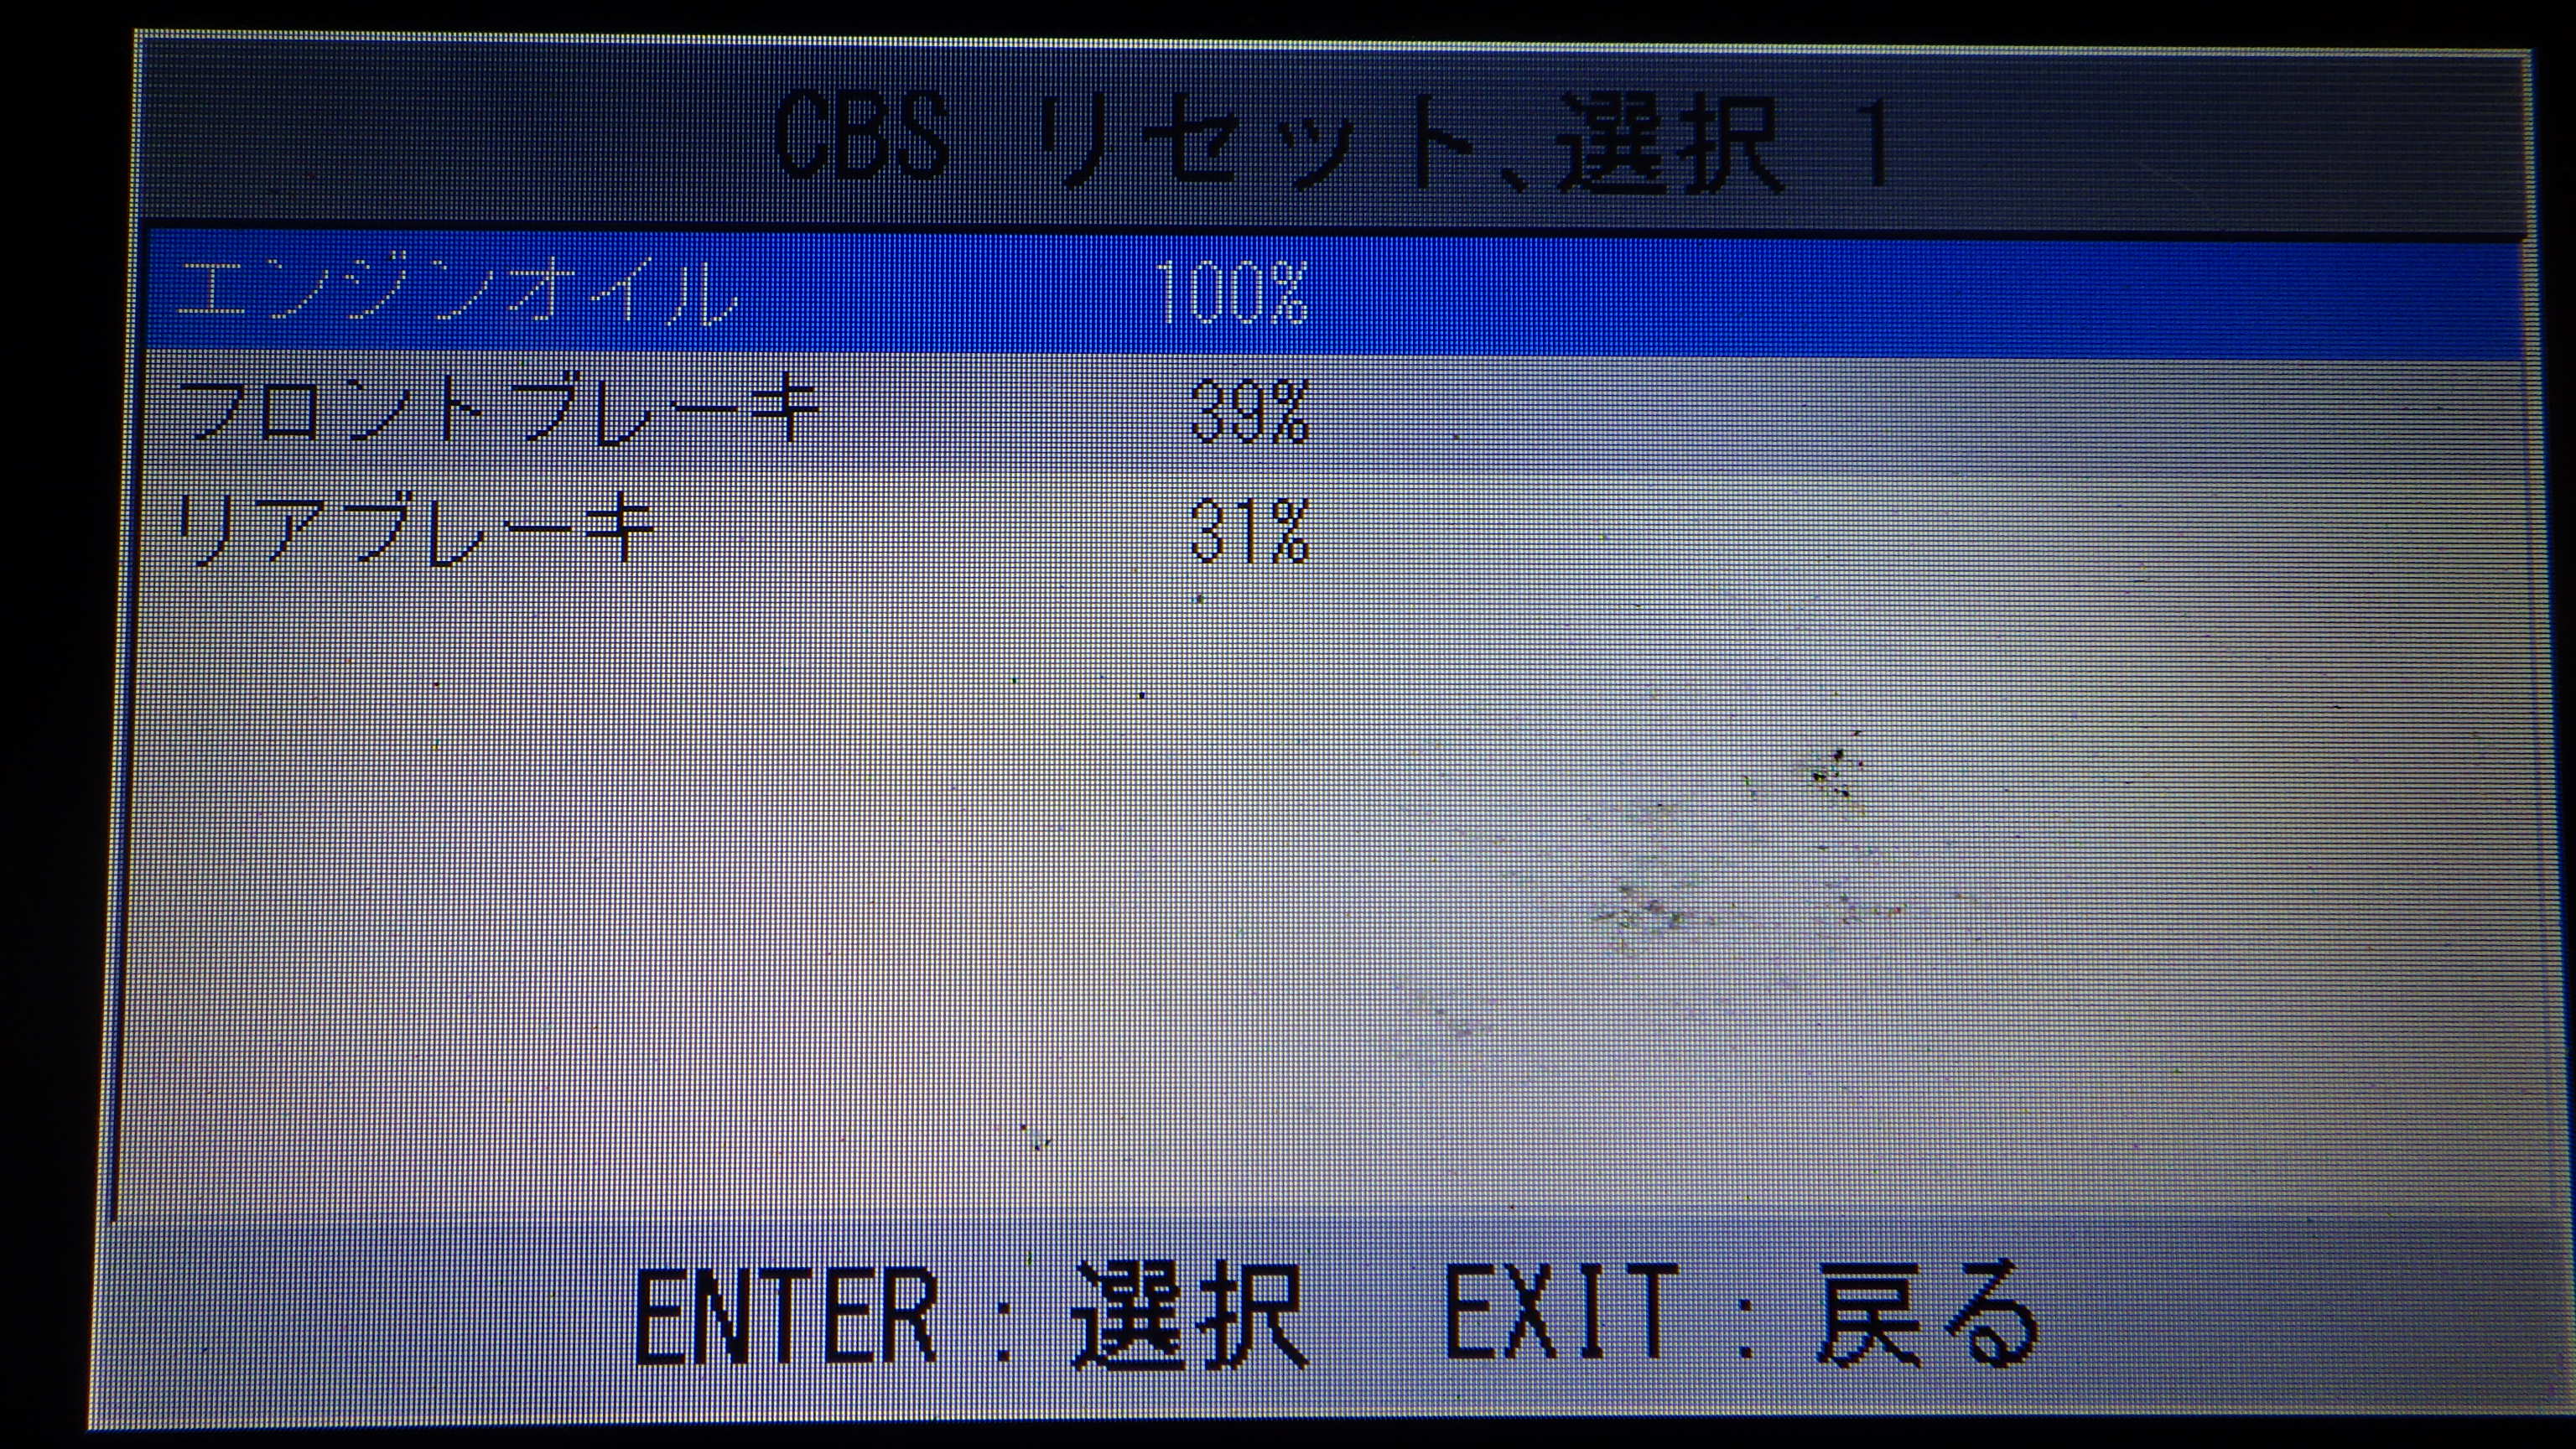 CBS リセット、選択 1
エンジンオイル 100%
フロントブレーキ 39%
リアブレーキ 31%
ENTER : 選択 EXIT : 戻る